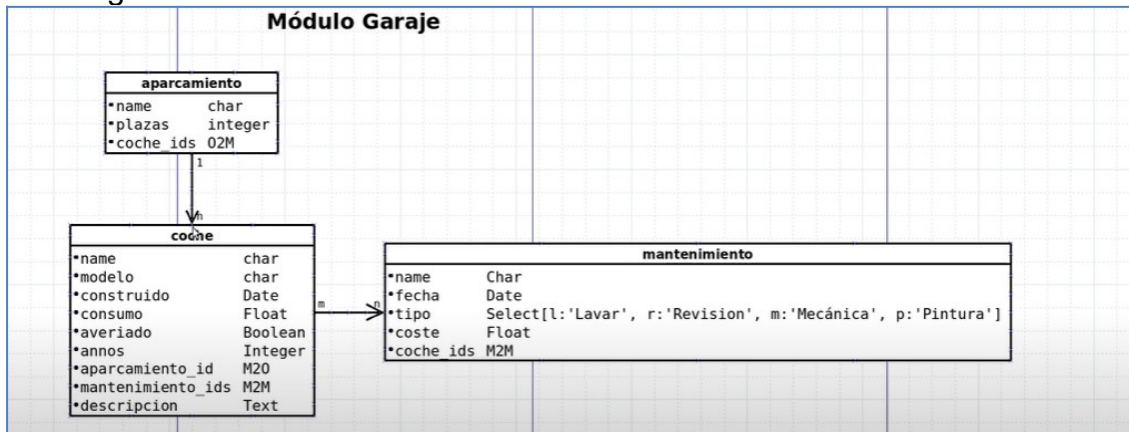 Módulo Garaje
aparcamiento
•name char
•plazas integer
•coche_ids O2M
1
n
coche
•name char
•modelo char
•construido Date
•consumo Float
•averiado Boolean
•annos Integer
•aparcamiento_id M2O
•mantenimiento_ids M2M
•descripcion Text
m
n
mantenimiento
•name Char
•fecha Date
•tipo Select[l:'Lavar', r:'Revision', m:'Mecánica', p:'Pintura']
•coste Float
•coche_ids M2M